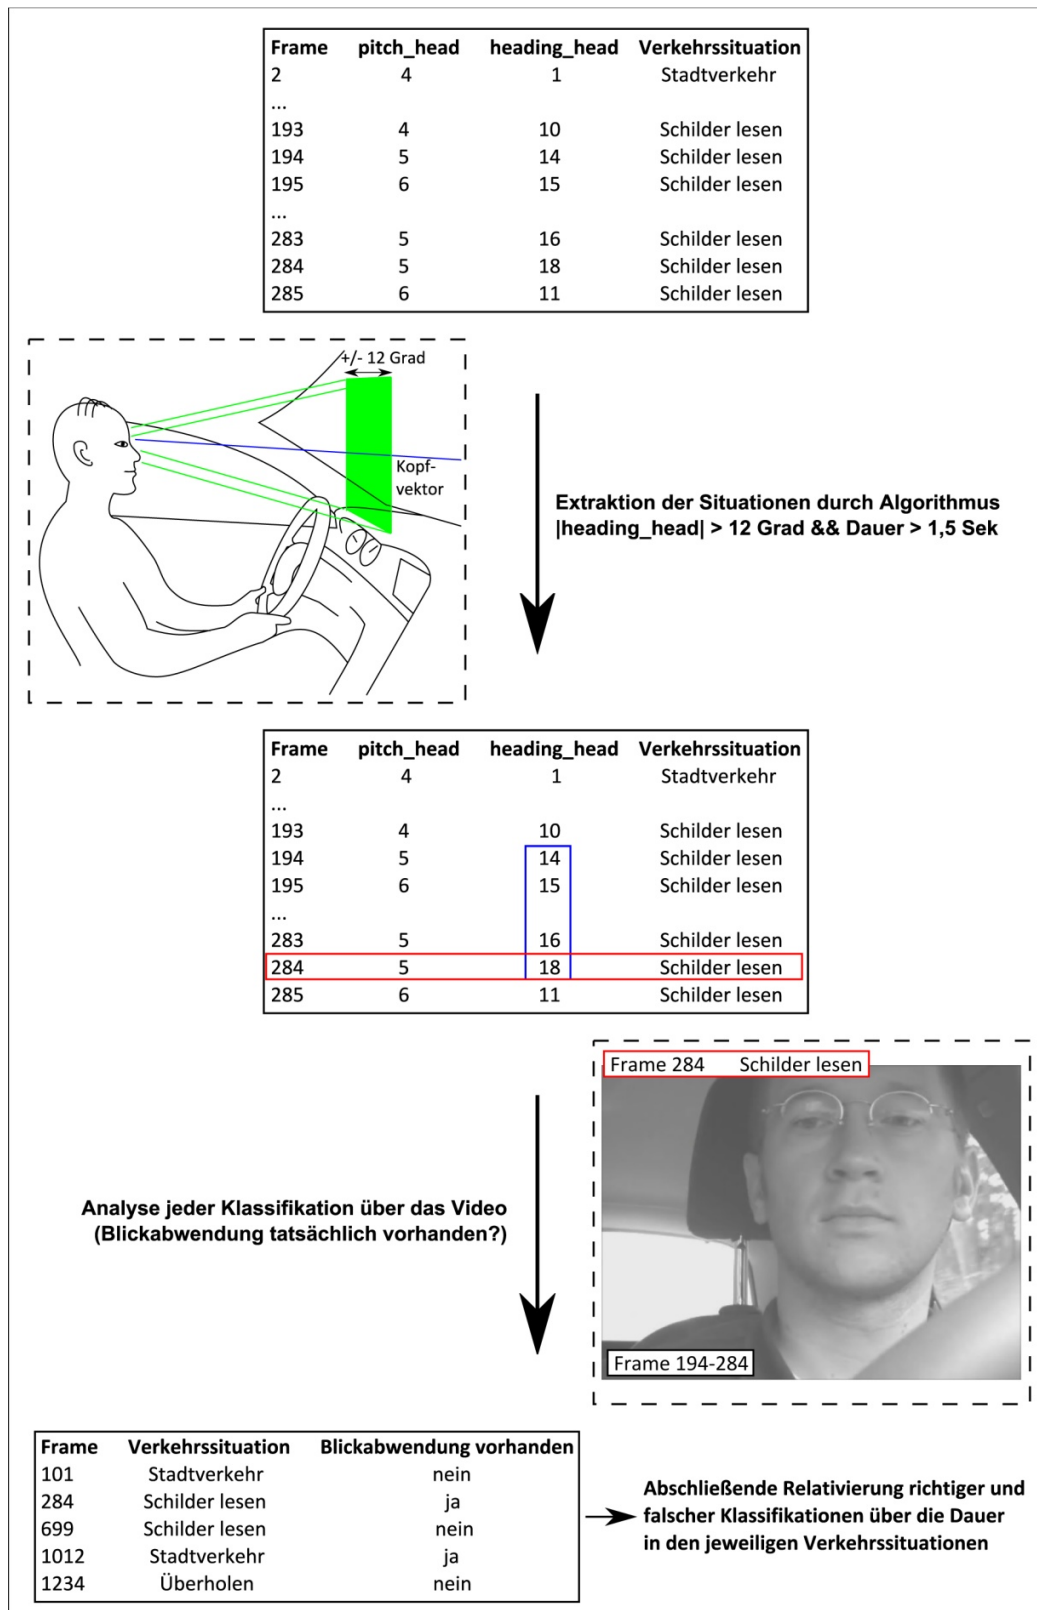 Frame pitch_head heading_head Verkehrssituation
2 4 1 Stadtverkehr
...
193 4 10 Schilder lesen
194 5 14 Schilder lesen
195 6 15 Schilder lesen
...
283 5 16 Schilder lesen
284 5 18 Schilder lesen
285 6 11 Schilder lesen
+/- 12 Grad
Kopf-
vektor
Extraktion der Situationen durch Algorithmus
|heading_head| > 12 Grad && Dauer > 1,5 Sek
Frame pitch_head heading_head Verkehrssituation
2 4 1 Stadtverkehr
...
193 4 10 Schilder lesen
194 5 14 Schilder lesen
195 6 15 Schilder lesen
...
283 5 16 Schilder lesen
284 5 18 Schilder lesen
285 6 11 Schilder lesen
Frame 284 Schilder lesen
Analyse jeder Klassifikation über das Video
(Blickabwendung tatsächlich vorhanden?)
Frame 194-284
Frame Verkehrssituation Blickabwendung vorhanden
101 Stadtverkehr nein
284 Schilder lesen ja
699 Schilder lesen nein
1012 Stadtverkehr ja
1234 Überholen nein
Abschließende Relativierung richtiger und
falscher Klassifikationen über die Dauer
in den jeweiligen Verkehrssituationen